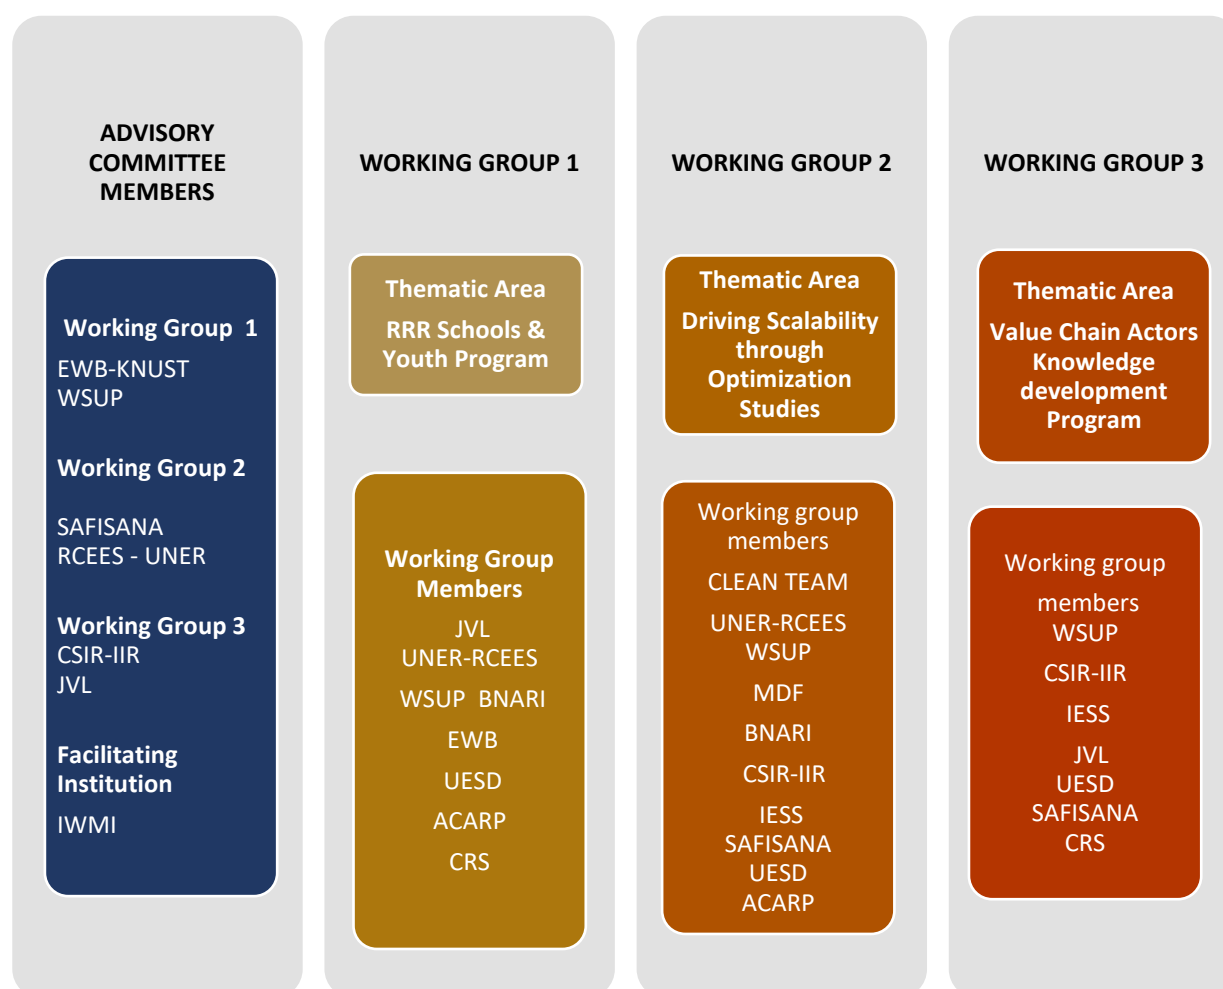 ADVISORY
COMMITTEE
MEMBERS
Working Group 1
EWB-KNUST
WSUP
Working Group 2
SAFISANA
RCEES - UNER
Working Group 3
CSIR-IIR
JVL
Facilitating
Institution
IWMI
WORKING GROUP 1
Thematic Area
RRR Schools &
Youth Program
Working Group
Members
JVL
UNER-RCEES
WSUP BNARI
EWB
UESD
ACARP
CRS
WORKING GROUP 2
Thematic Area
Driving Scalability
through
Optimization
Studies
Working group
members
CLEAN TEAM
UNER-RCEES
WSUP
MDF
BNARI
CSIR-IIR
IESS
SAFISANA
UESD
ACARP
WORKING GROUP 3
Thematic Area
Value Chain Actors
Knowledge
development
Program
Working group
members
WSUP
CSIR-IIR
IESS
JVL
UESD
SAFISANA
CRS